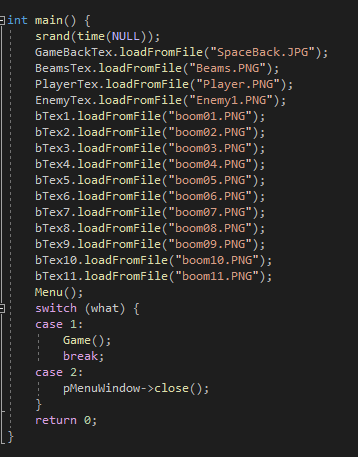 int main() {
srand(time(NULL));
GameBackTex.loadFromFile("SpaceBack.JPG");
BeamsTex.loadFromFile("Beams.PNG");
PlayerTex.loadFromFile("Player.PNG");
EnemyTex.loadFromFile("Enemy1.PNG");
bTex1.loadFromFile("boom01.PNG");
bTex2.loadFromFile("boom02.PNG");
bTex3.loadFromFile("boom03.PNG");
bTex4.loadFromFile("boom04.PNG");
bTex5.loadFromFile("boom05.PNG");
bTex6.loadFromFile("boom06.PNG");
bTex7.loadFromFile("boom07.PNG");
bTex8.loadFromFile("boom08.PNG");
bTex9.loadFromFile("boom09.PNG");
bTex10.loadFromFile("boom10.PNG");
bTex11.loadFromFile("boom11.PNG");
Menu();
switch (what) {
case 1:
Game();
break;
case 2:
pMenuWindow->close();
}
return 0;
}